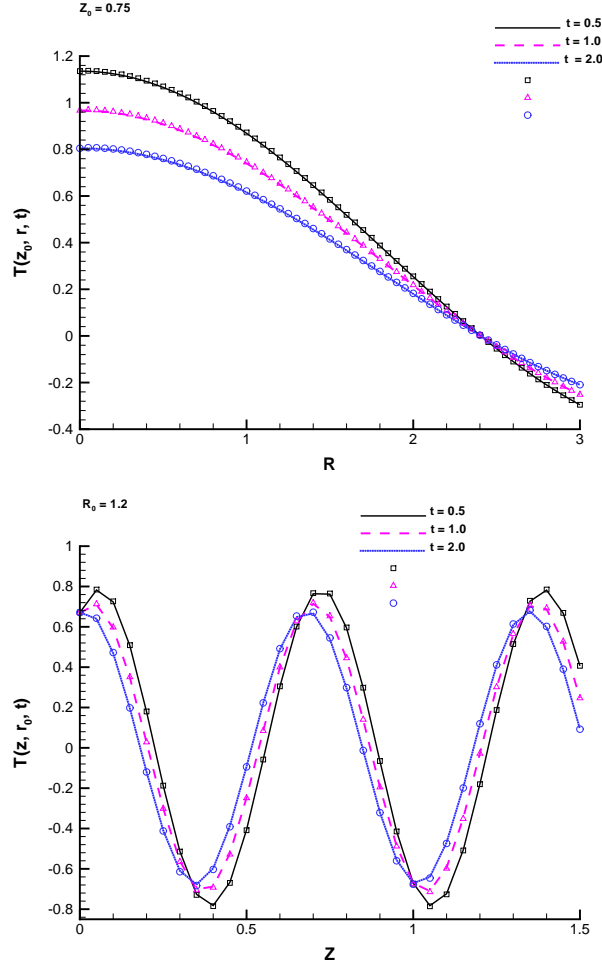 Z0 = 0.75
t = 0.5
t = 1.0
t = 2.0
1.2
1
0.8
0.6
0.4
0.2
0
-0.2
-0.4
T(z0, r, t)
0 1 2 3
R
R0 = 1.2
t = 0.5
t = 1.0
t = 2.0
1
0.8
0.6
0.4
0.2
0
-0.2
-0.4
-0.6
-0.8
T(z, r0, t)
0 0.5 1 1.5
Z